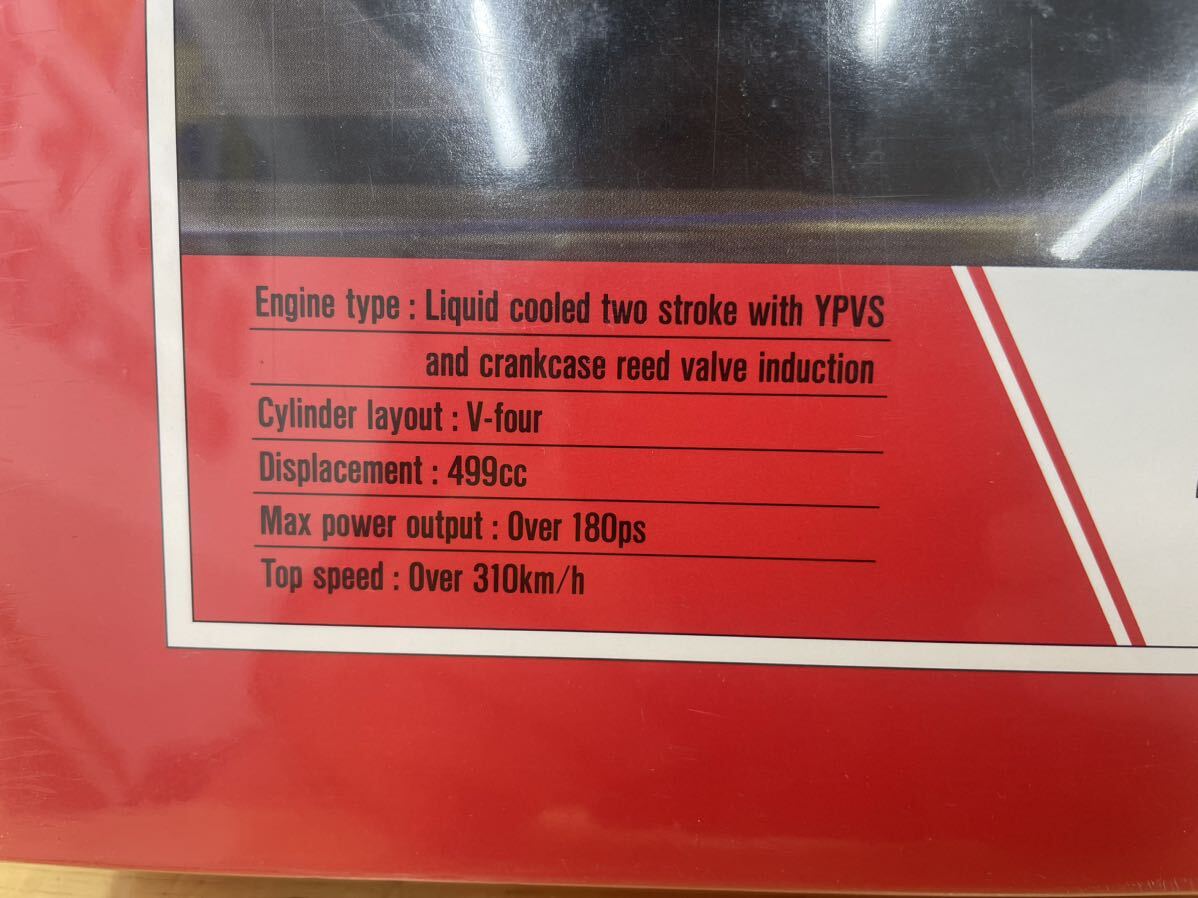 Engine type : Liquid cooled two stroke with YPVS
and crankcase reed valve induction
Cylinder layout : V-four
Displacement : 499cc
Max power output : Over 180ps
Top speed : Over 310km/h